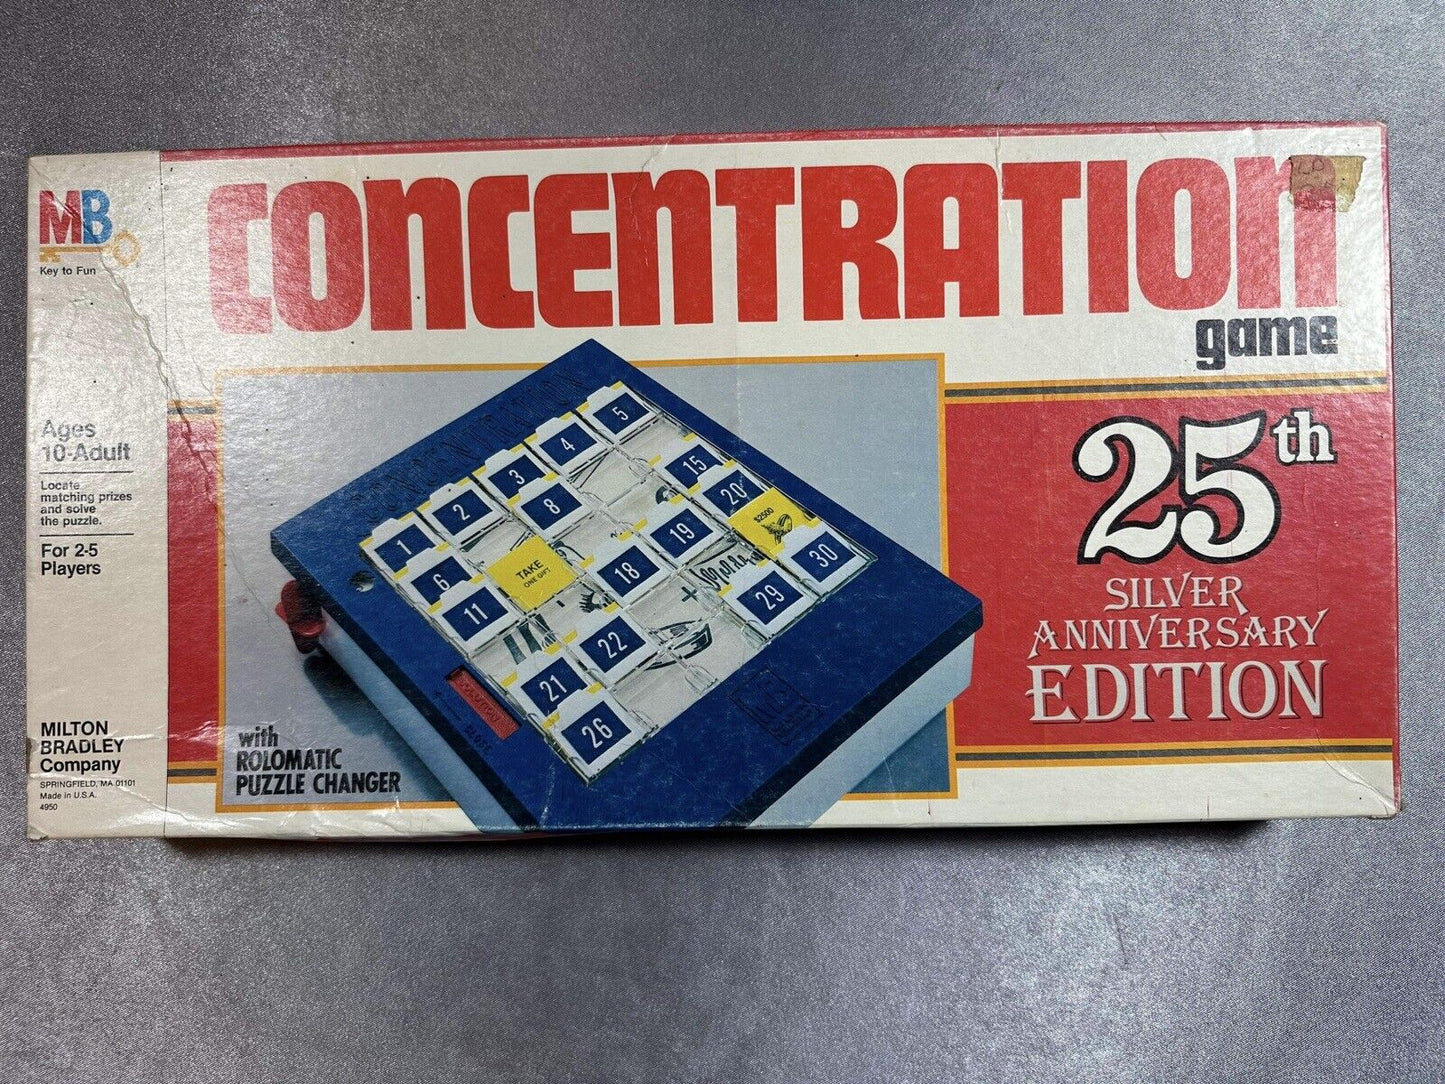 MB
Key to Fun
Ages
10-Adult
Locate
matching prizes
and solve
the puzzle.
For 2-5
Players
MILTON
BRADLEY
Company
SPRINGFIELD, MA 01101
Made in U.S.A.
4950
CONCENTRATION
game
25th
SILVER
ANNIVERSARY
EDITION
with
ROLOMATIC
PUZZLE CHANGER
CONCENTRATION
1 2 3 4 5
6 8
11 TAKE
ONE GIFT
15
18 19 20
$2500
21 22
26 29 30
+
SOLUTION